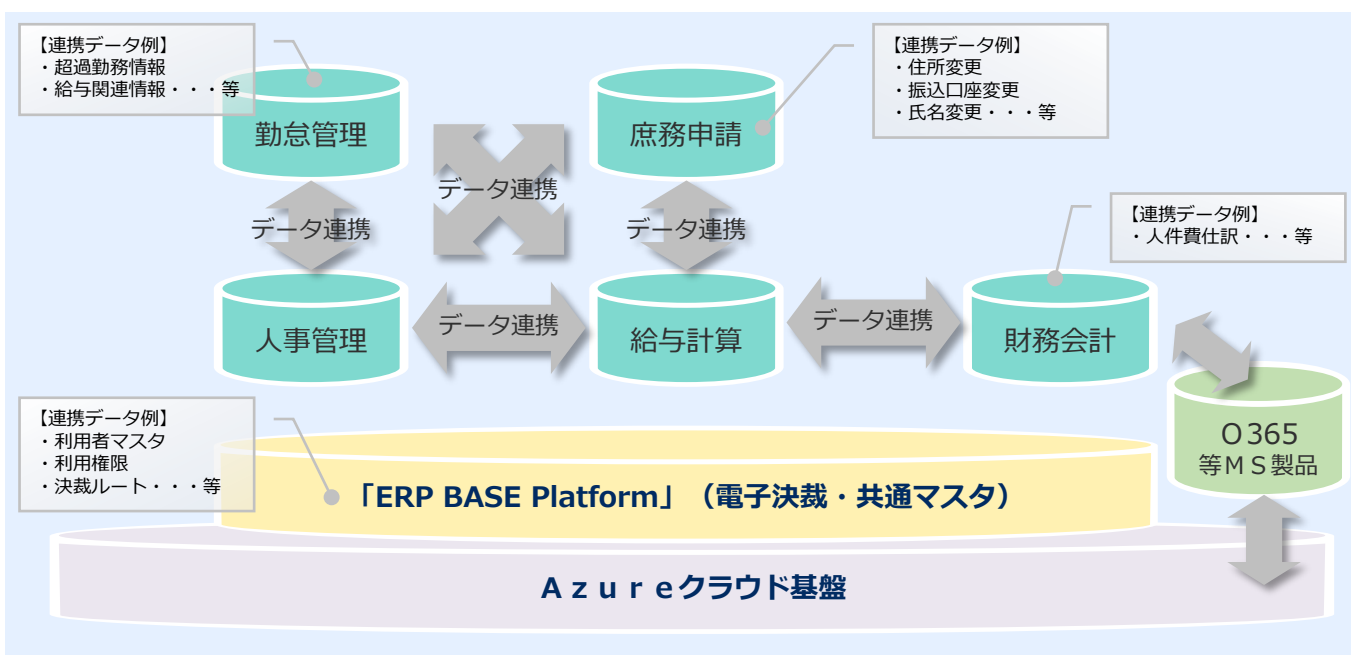 【連携データ例】
・超過勤務情報
・給与関連情報・・・等
【連携データ例】
・住所変更
・振込口座変更
・氏名変更・・・等
勤怠管理
データ連携
庶務申請
データ連携
データ連携
【連携データ例】
・人件費仕訳・・・等
人事管理
データ連携
給与計算
データ連携
財務会計
【連携データ例】
・利用者マスタ
・利用権限
・決裁ルート・・・等
Ｏ365
等ＭＳ製品
「ERP BASE Platform」（電子決裁・共通マスタ）
Ａｚｕｒｅクラウド基盤